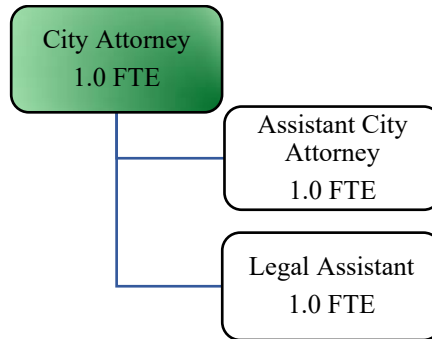 City Attorney
1.0 FTE
Assistant City
Attorney
1.0 FTE
Legal Assistant
1.0 FTE